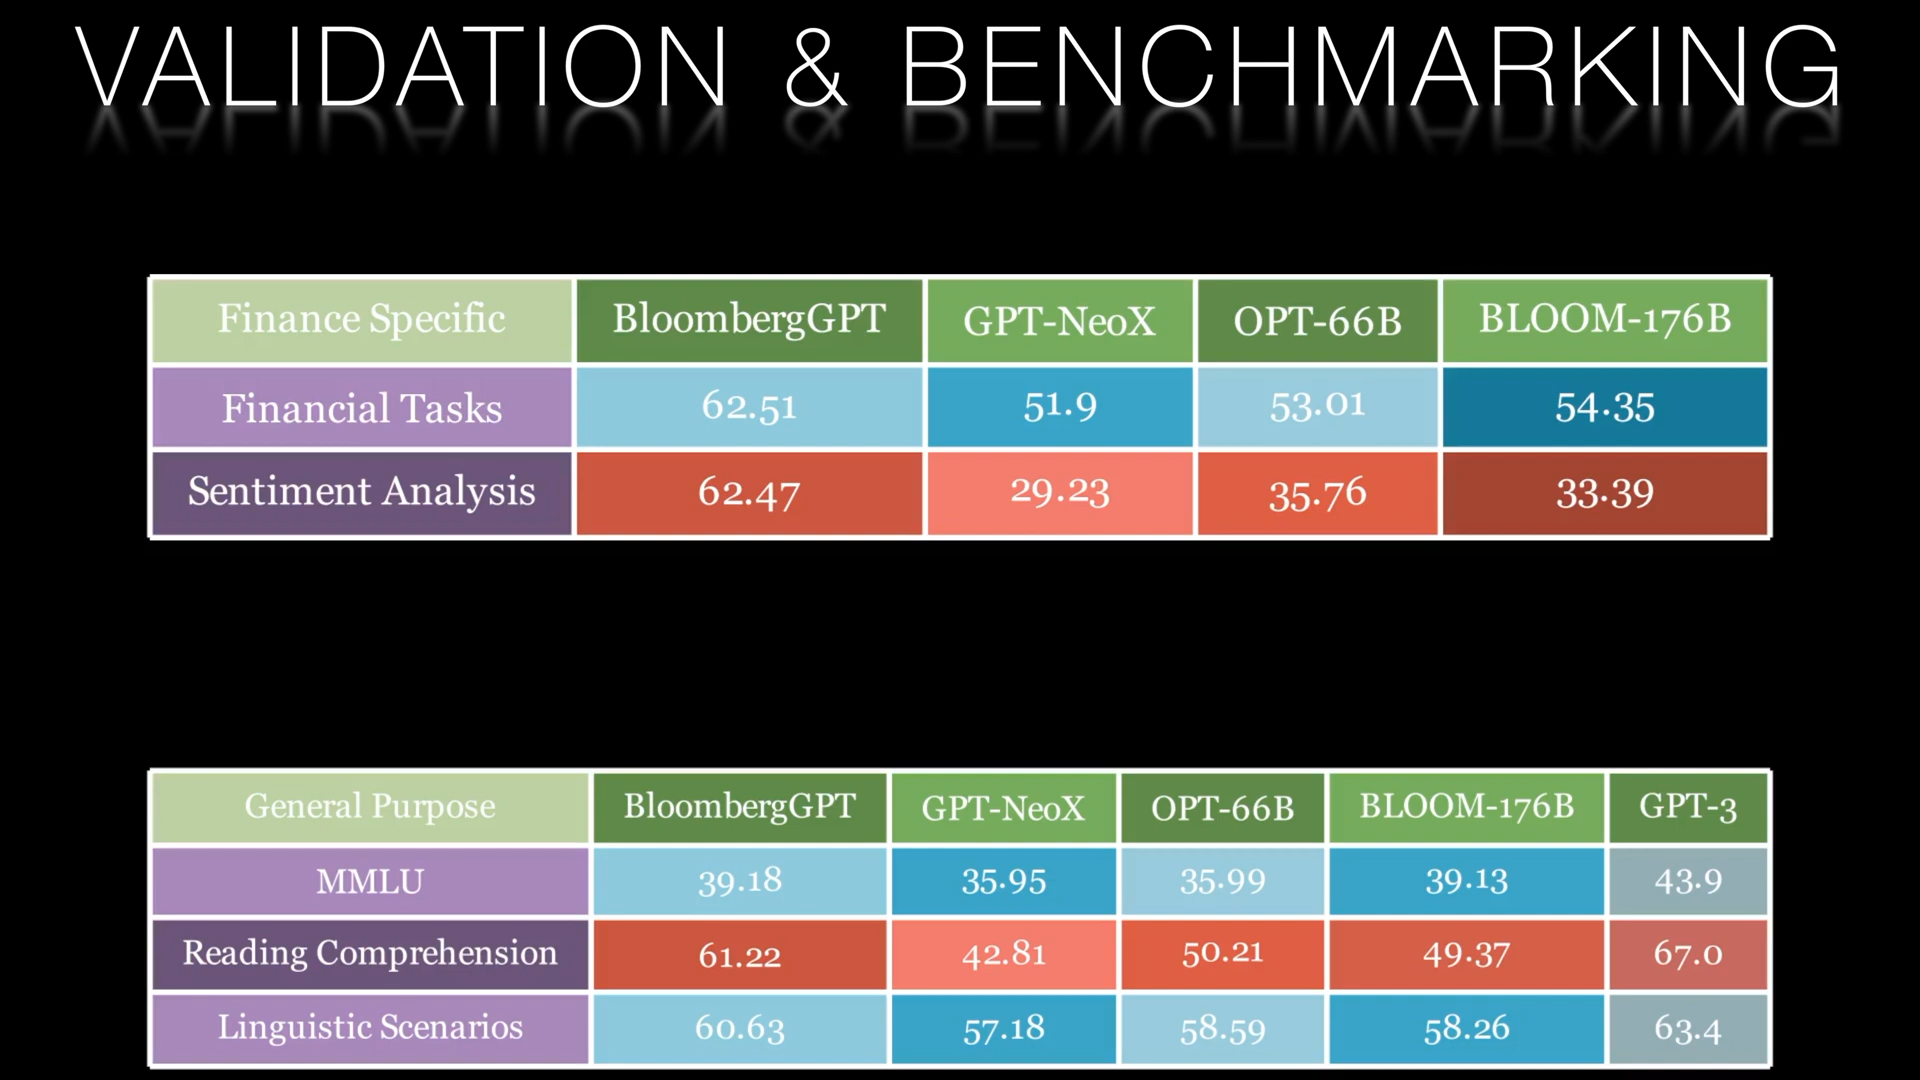 VALIDATION & BENCHMARKING
Finance Specific BloombergGPT GPT-NeoX OPT-66B BLOOM-176B
Financial Tasks 62.51 51.9 53.01 54.35
Sentiment Analysis 62.47 29.23 35.76 33.39
General Purpose BloombergGPT GPT-NeoX OPT-66B BLOOM-176B GPT-3
MMLU 39.18 35.95 35.99 39.13 43.9
Reading Comprehension 61.22 42.81 50.21 49.37 67.0
Linguistic Scenarios 60.63 57.18 58.59 58.26 63.4